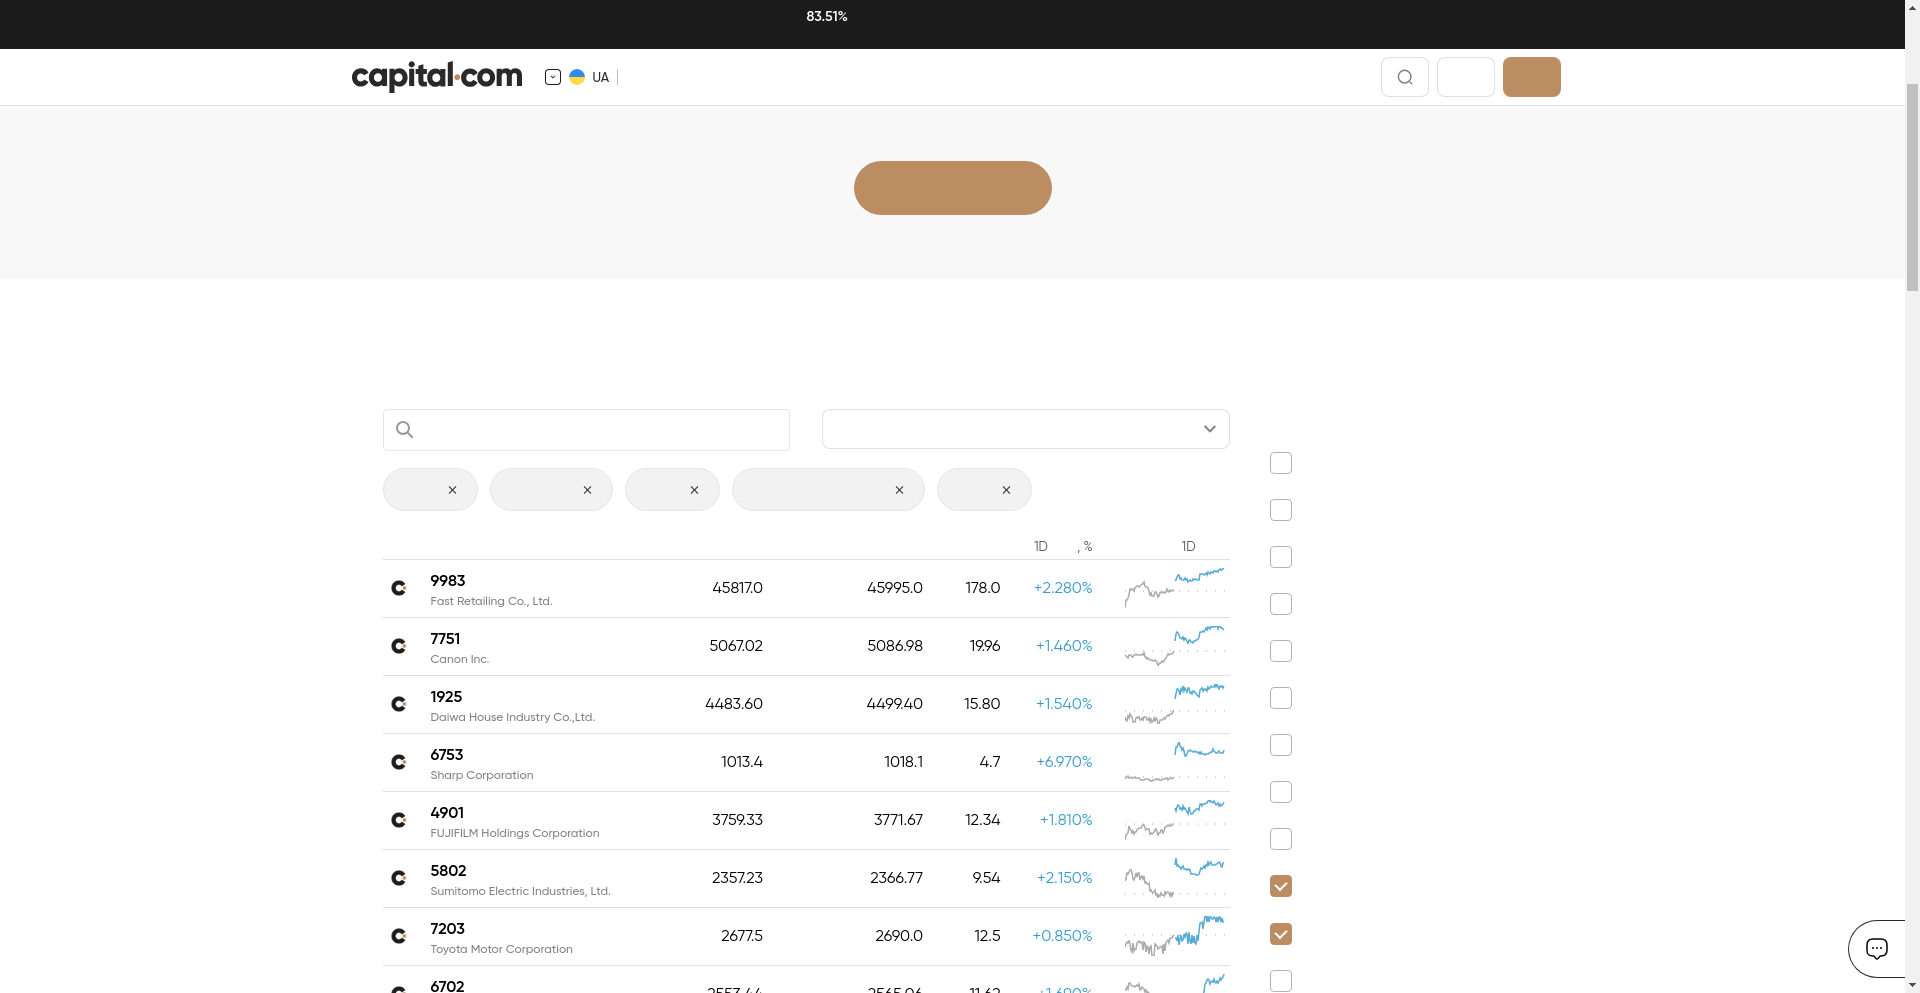 83.51%
capital.com UA
1D , % 1D
9983 45817.0 45995.0 178.0 +2.280%
Fast Retailing Co., Ltd.
7751 5067.02 5086.98 19.96 +1.460%
Canon Inc.
1925 4483.60 4499.40 15.80 +1.540%
Daiwa House Industry Co.,Ltd.
6753 1013.4 1018.1 4.7 +6.970%
Sharp Corporation
4901 3759.33 3771.67 12.34 +1.810%
FUJIFILM Holdings Corporation
5802 2357.23 2366.77 9.54 +2.150%
Sumitomo Electric Industries, Ltd.
7203 2677.5 2690.0 12.5 +0.850%
Toyota Motor Corporation
6702